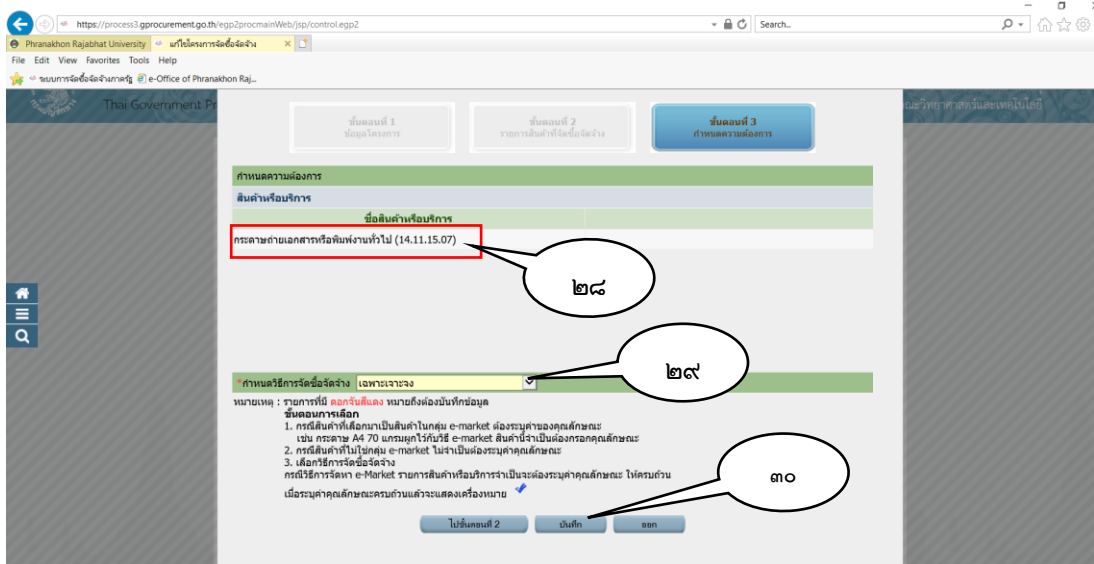 https://process3.gprocurement.go.th/egp2procmainWeb/jsp/control.egp2
Search...
Phranakhon Rajabhat University
แก้ไขโครงการจัดซื้อจัดจ้าง
File Edit View Favorites Tools Help
ระบบการจัดซื้อจัดจ้างภาครัฐ e-Office of Phranakhon Raj...
Thai Government Pr
ณะวิทยาศาสตร์และเทคโนโลยี
ขั้นตอนที่ 1
ข้อมูลโครงการ
ขั้นตอนที่ 2
รายการสินค้าที่จัดซื้อจัดจ้าง
ขั้นตอนที่ 3
กำหนดความต้องการ
กำหนดความต้องการ
สินค้าหรือบริการ
ชื่อสินค้าหรือบริการ
กระดาษถ่ายเอกสารหรือพิมพ์งานทั่วไป (14.11.15.07)
๒๘
๒๙
*กำหนดวิธีการจัดซื้อจัดจ้าง เฉพาะเจาะจง
หมายเหตุ : รายการที่มี ดอกจันสีแดง หมายถึงต้องบันทึกข้อมูล
ขั้นตอนการเลือก
1. กรณีสินค้าที่เลือกมาเป็นสินค้าในกลุ่ม e-market ต้องระบุค่าของคุณลักษณะ
เช่น กระดาษ A4 70 แกรมผูกไว้กับวิธี e-market สินค้านี้จำเป็นต้องกรอกคุณลักษณะ
2. กรณีสินค้าที่ไม่ใช่กลุ่ม e-market ไม่จำเป็นต้องระบุค่าคุณลักษณะ
3. เลือกวิธีการจัดซื้อจัดจ้าง
กรณีวิธีการจัดหา e-Market รายการสินค้าหรือบริการจำเป็นจะต้องระบุค่าคุณลักษณะ ให้ครบถ้วน
เมื่อระบุค่าคุณลักษณะครบถ้วนแล้วจะแสดงเครื่องหมาย
๓๐
ไปขั้นตอนที่ 2
บันทึก
ออก